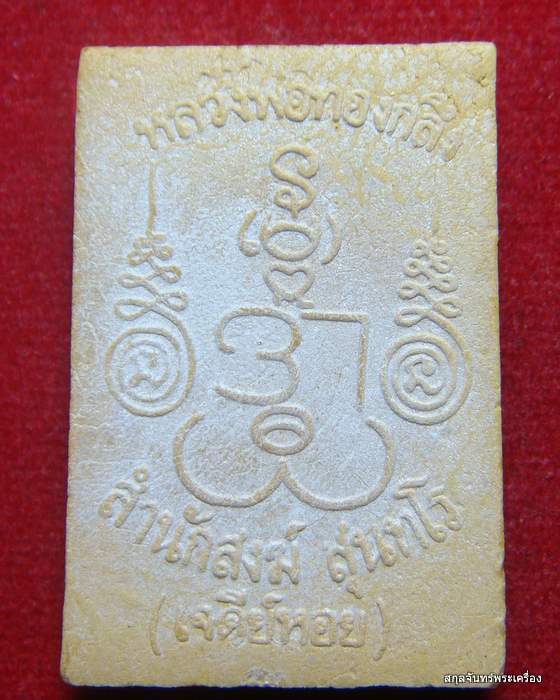 หลวงพ่อทองกลึง
สำนักสงฆ์ สุนทโร
(เจดีย์หอย)
สกุลจันทร์พระเครื่อง